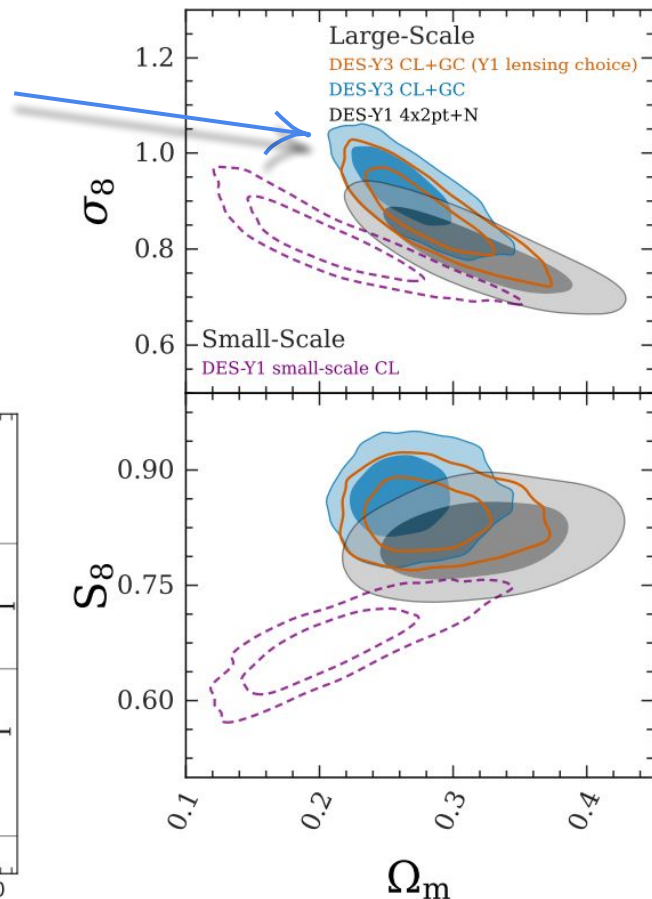 Large-Scale
DES-Y3 CL+GC (Y1 lensing choice)
DES-Y3 CL+GC
DES-Y1 4x2pt+N
1.2
1.0
0.8
0.6
σ8
Small-Scale
DES-Y1 small-scale CL
0.90
0.75
0.60
S8
0.1
0.2
0.3
0.4
Ωm